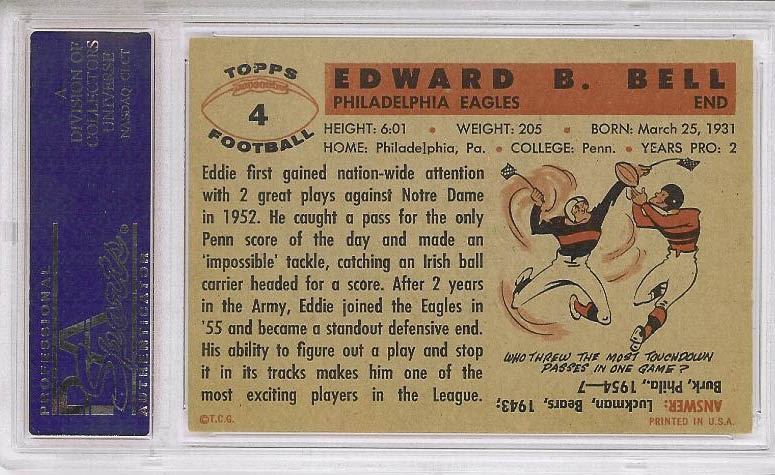 A
DIVISION OF
COLLECTORS
UNIVERSE
NASDAQ: CLCT
PROFESSIONAL
PSA
Sports
AUTHENTICATOR
TOPPS
4
FOOTBALL
EDWARD B. BELL
PHILADELPHIA EAGLES END
HEIGHT: 6:01 • WEIGHT: 205 • BORN: March 25, 1931
HOME: Philadelphia, Pa. • COLLEGE: Penn. • YEARS PRO: 2
Eddie first gained nation-wide attention
with 2 great plays against Notre Dame
in 1952. He caught a pass for the only
Penn score of the day and made an
'impossible' tackle, catching an Irish ball
carrier headed for a score. After 2 years
in the Army, Eddie joined the Eagles in
'55 and became a standout defensive end.
His ability to figure out a play and stop
it in its tracks makes him one of the
most exciting players in the League.
©T.C.G.
WHO THREW THE MOST TOUCHDOWN
PASSES IN ONE GAME?
ANSWER: Luckman, Bears, 1943;
Burk, Phila., 1954—7
PRINTED IN U.S.A.